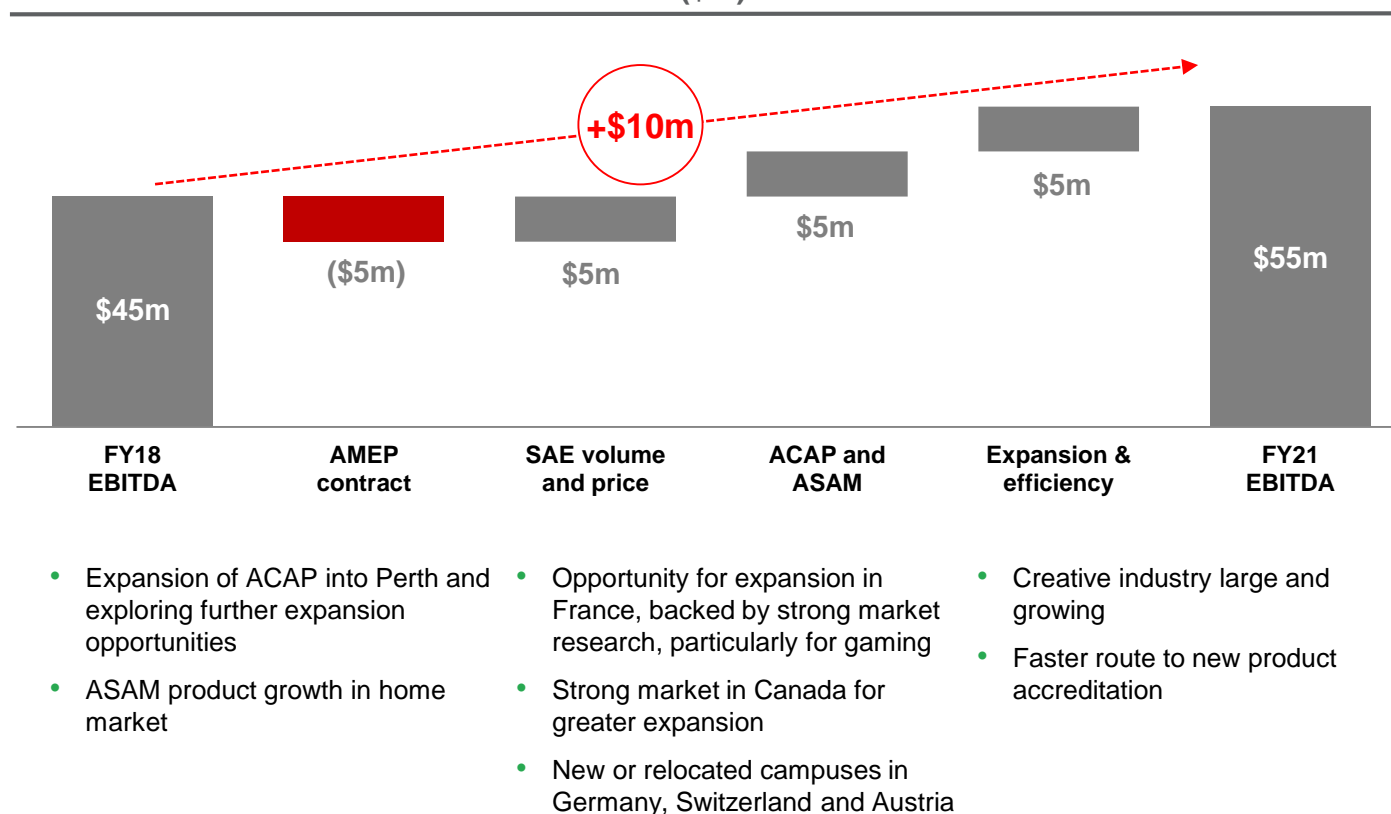 +$10m
$5m
$5m
($5m)
$5m
$45m
$55m
FY18
EBITDA
AMEP
contract
SAE volume
and price
ACAP and
ASAM
Expansion &
efficiency
FY21
EBITDA
• Expansion of ACAP into Perth and
exploring further expansion
opportunities
• ASAM product growth in home
market
• Opportunity for expansion in
France, backed by strong market
research, particularly for gaming
• Strong market in Canada for
greater expansion
• New or relocated campuses in
Germany, Switzerland and Austria
• Creative industry large and
growing
• Faster route to new product
accreditation